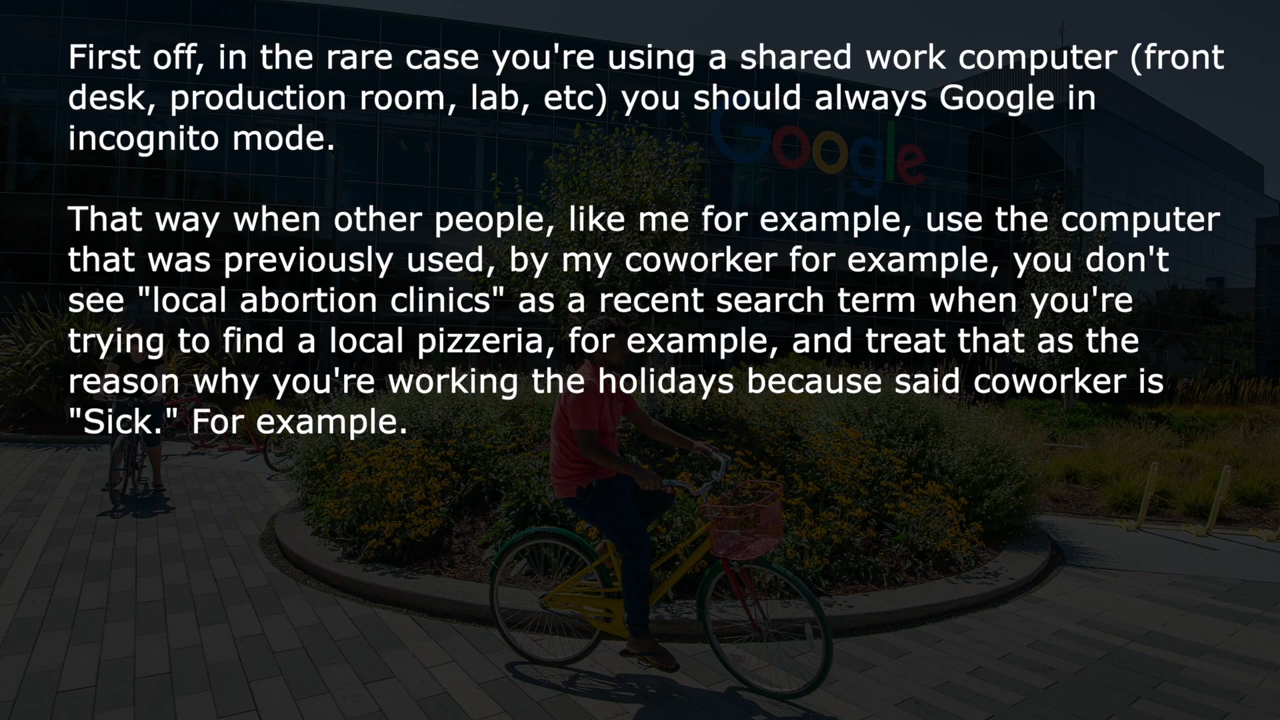 First off, in the rare case you're using a shared work computer (front
desk, production room, lab, etc) you should always Google in
incognito mode.
That way when other people, like me for example, use the computer
that was previously used, by my coworker for example, you don't
see "local abortion clinics" as a recent search term when you're
trying to find a local pizzeria, for example, and treat that as the
reason why you're working the holidays because said coworker is
"Sick." For example.
Google